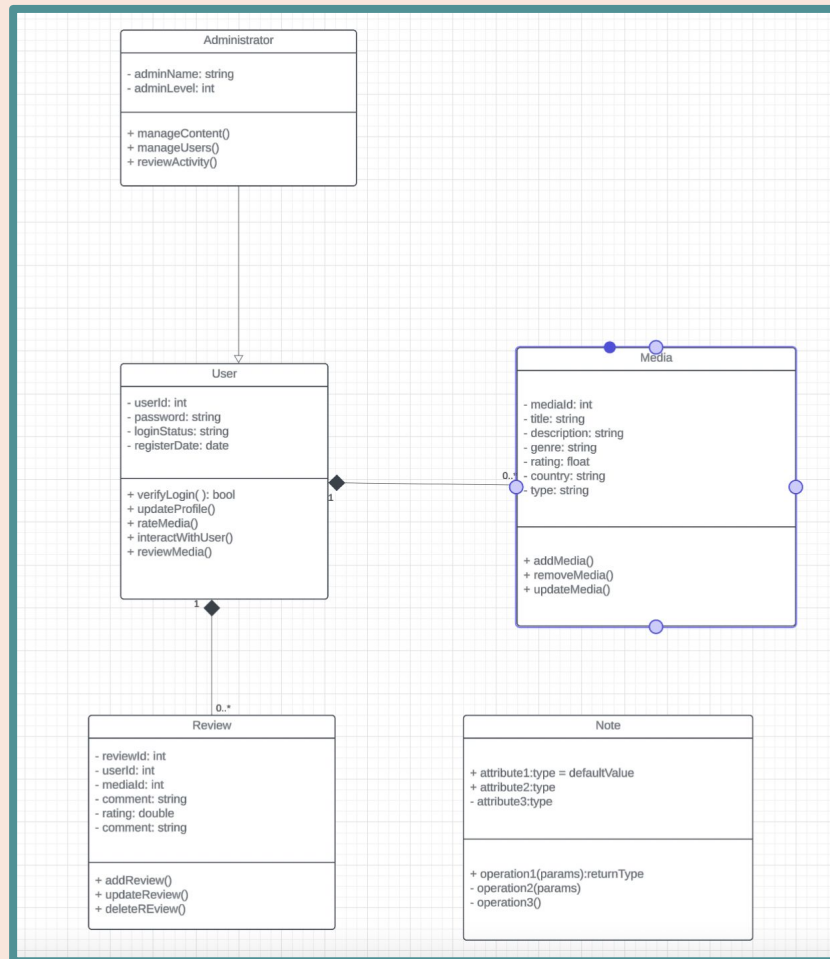 Administrator
- adminName: string
- adminLevel: int
+ manageContent()
+ manageUsers()
+ reviewActivity()
User
- userId: int
- password: string
- loginStatus: string
- registerDate: date
+ verifyLogin( ): bool
+ updateProfile()
+ rateMedia()
+ interactWithUser()
+ reviewMedia()
1
0..*
Media
- mediaId: int
- title: string
- description: string
- genre: string
- rating: float
- country: string
- type: string
+ addMedia()
+ removeMedia()
+ updateMedia()
1
0..*
Review
- reviewId: int
- userId: int
- mediaId: int
- comment: string
- rating: double
- comment: string
+ addReview()
+ updateReview()
+ deleteREview()
Note
+ attribute1:type = defaultValue
+ attribute2:type
- attribute3:type
+ operation1(params):returnType
- operation2(params)
- operation3()